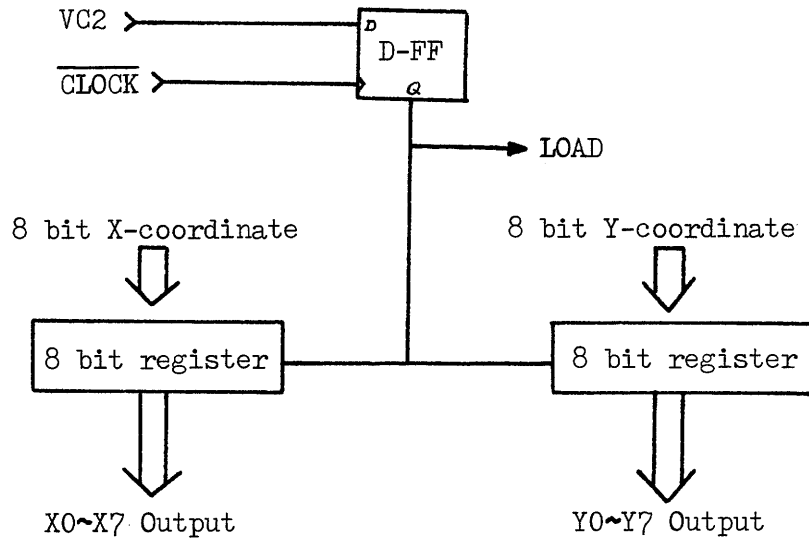 VC2
D
D-FF
CLOCK
Q
LOAD
8 bit X-coordinate
8 bit Y-coordinate
8 bit register
8 bit register
X0~X7 Output
Y0~Y7 Output